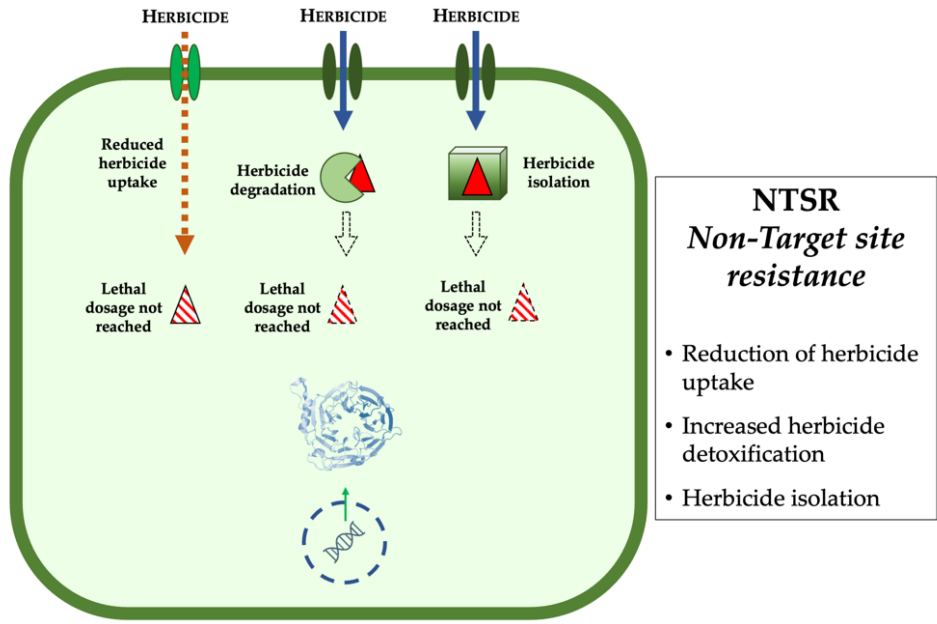 HERBICIDE
HERBICIDE
HERBICIDE
Reduced
herbicide
uptake
Herbicide
degradation
Herbicide
isolation
Lethal
dosage not
reached
Lethal
dosage not
reached
Lethal
dosage not
reached
NTSR
Non-Target site
resistance
• Reduction of herbicide
uptake
• Increased herbicide
detoxification
• Herbicide isolation